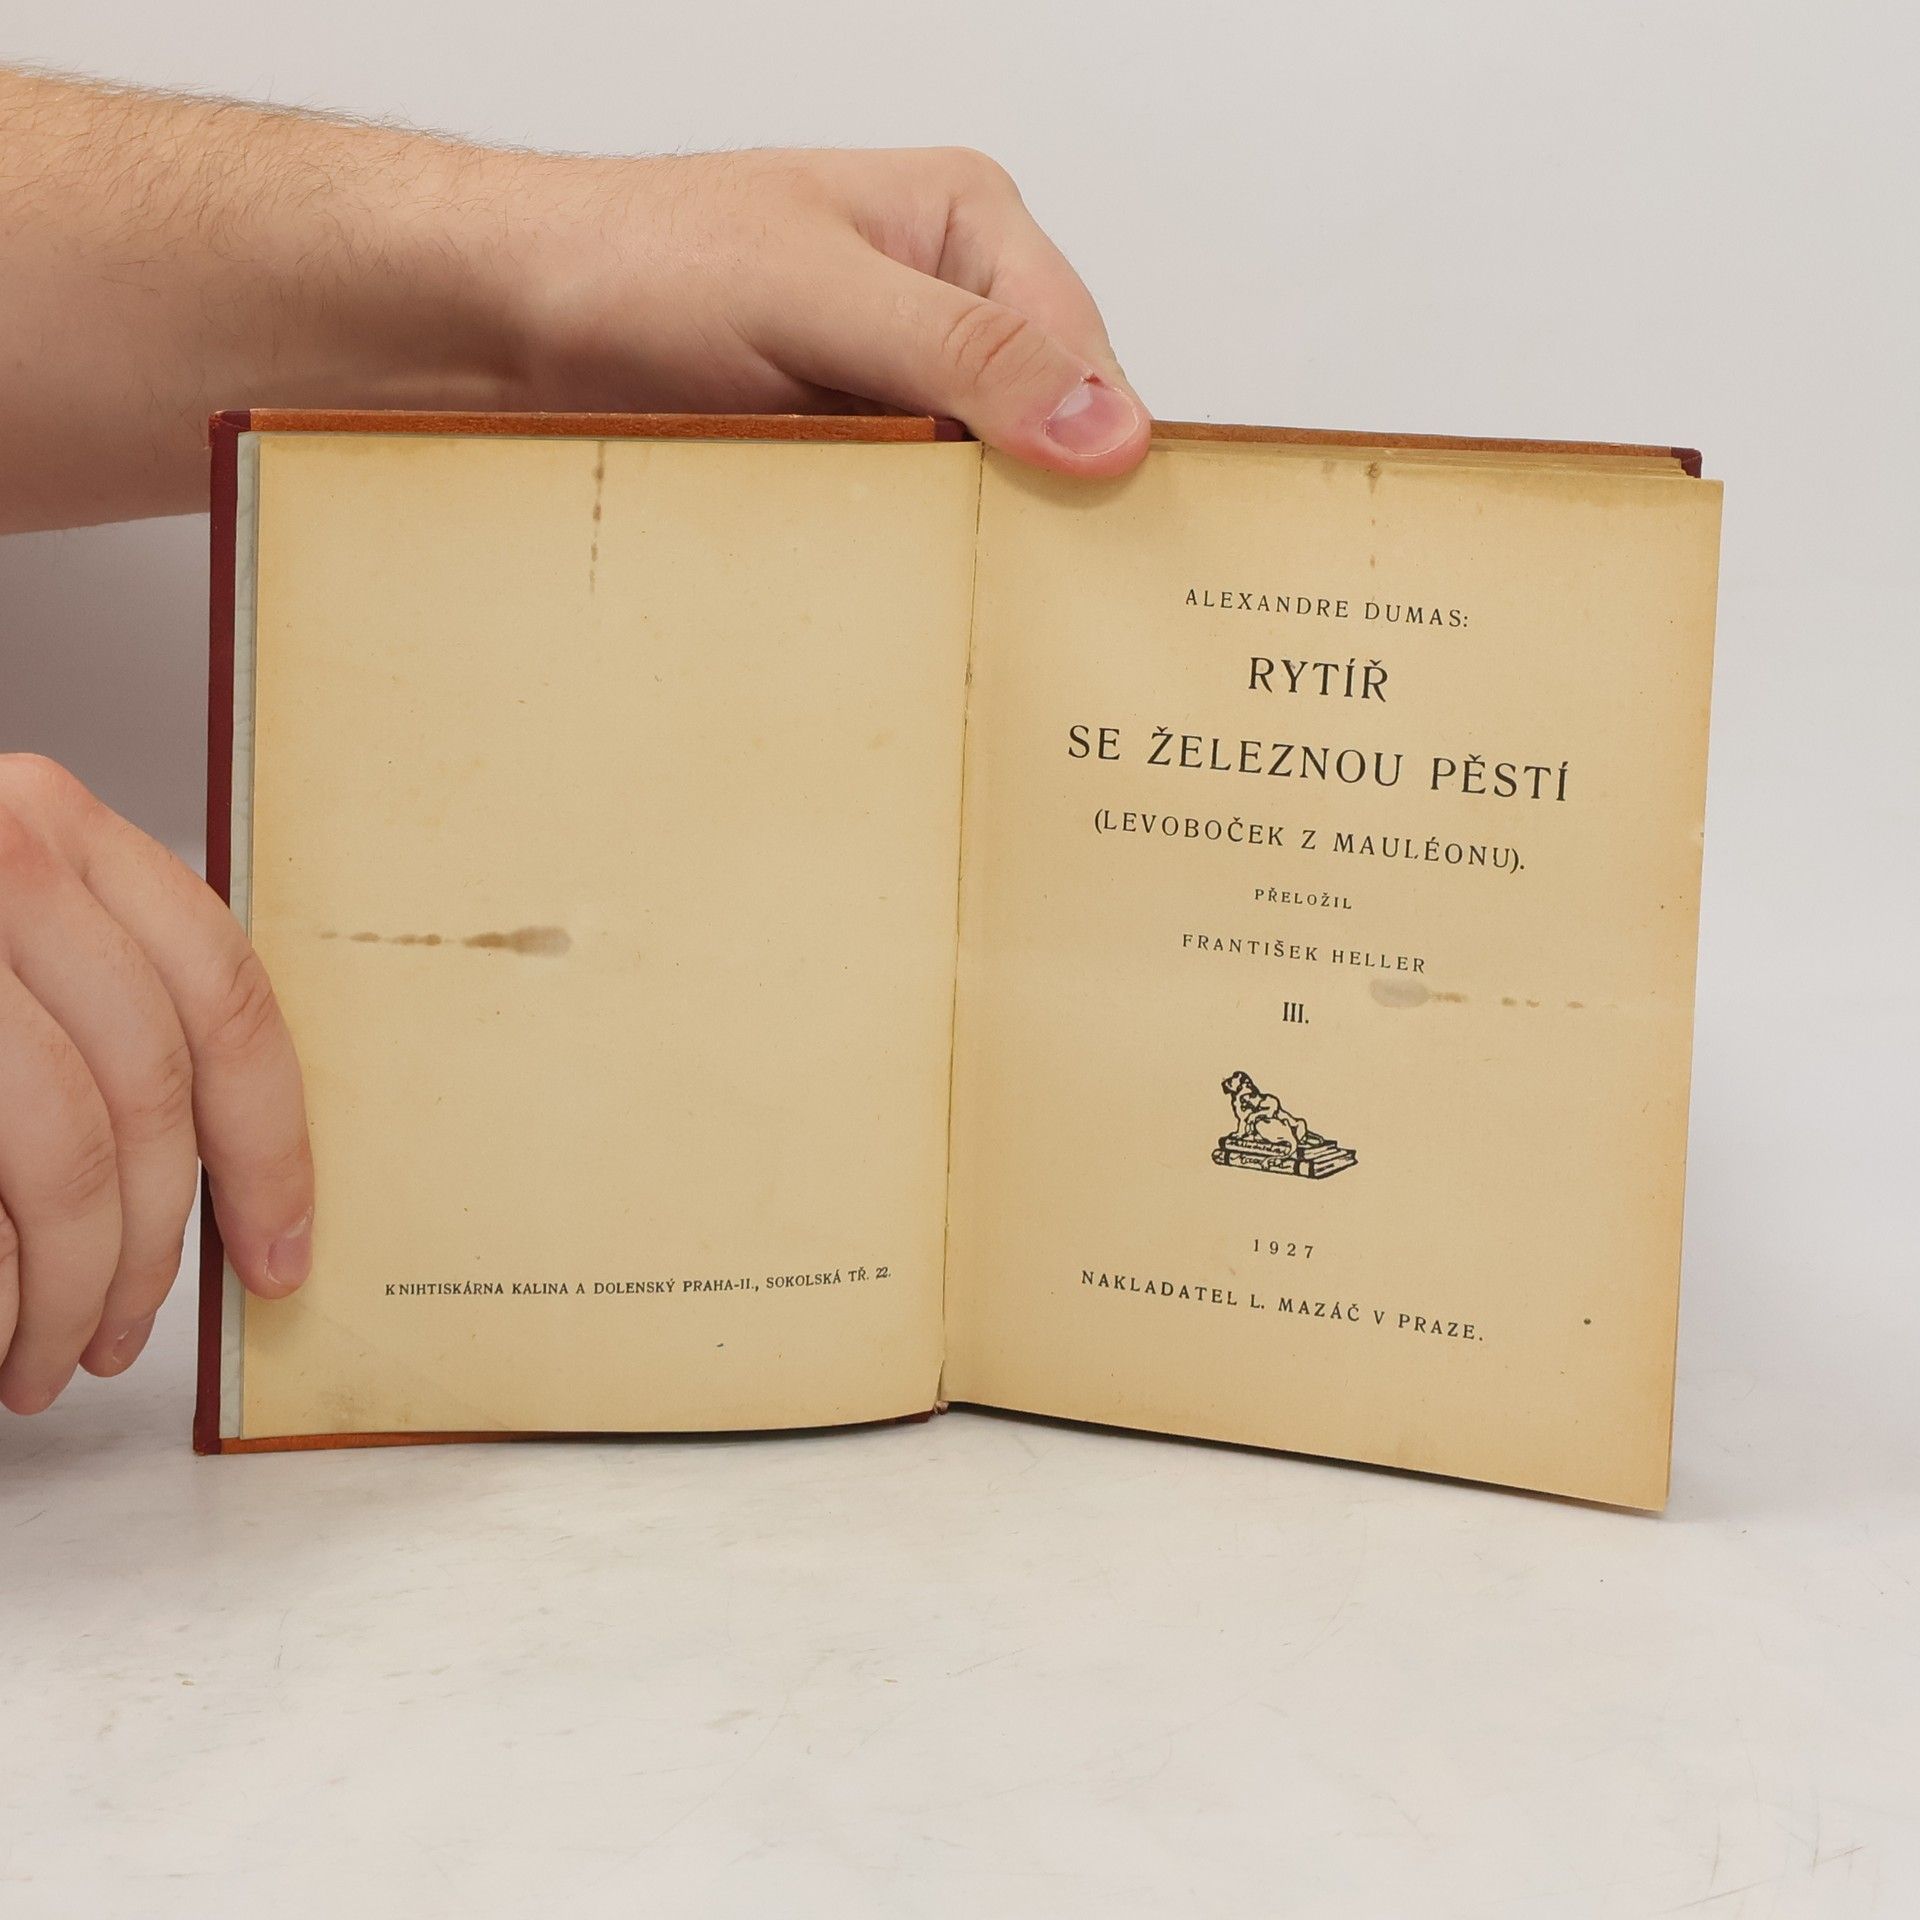 KNIHTISKÁRNA KALINA A DOLENSKÝ PRAHA-II., SOKOLSKÁ TŘ. 22.
ALEXANDRE DUMAS:
RYTÍŘ
SE ŽELEZNOU PĚSTÍ
(LEVOBOČEK Z MAULÉONU).
PŘELOŽIL
FRANTIŠEK HELLER
III.
1927
NAKLADATEL L. MAZÁČ V PRAZE.